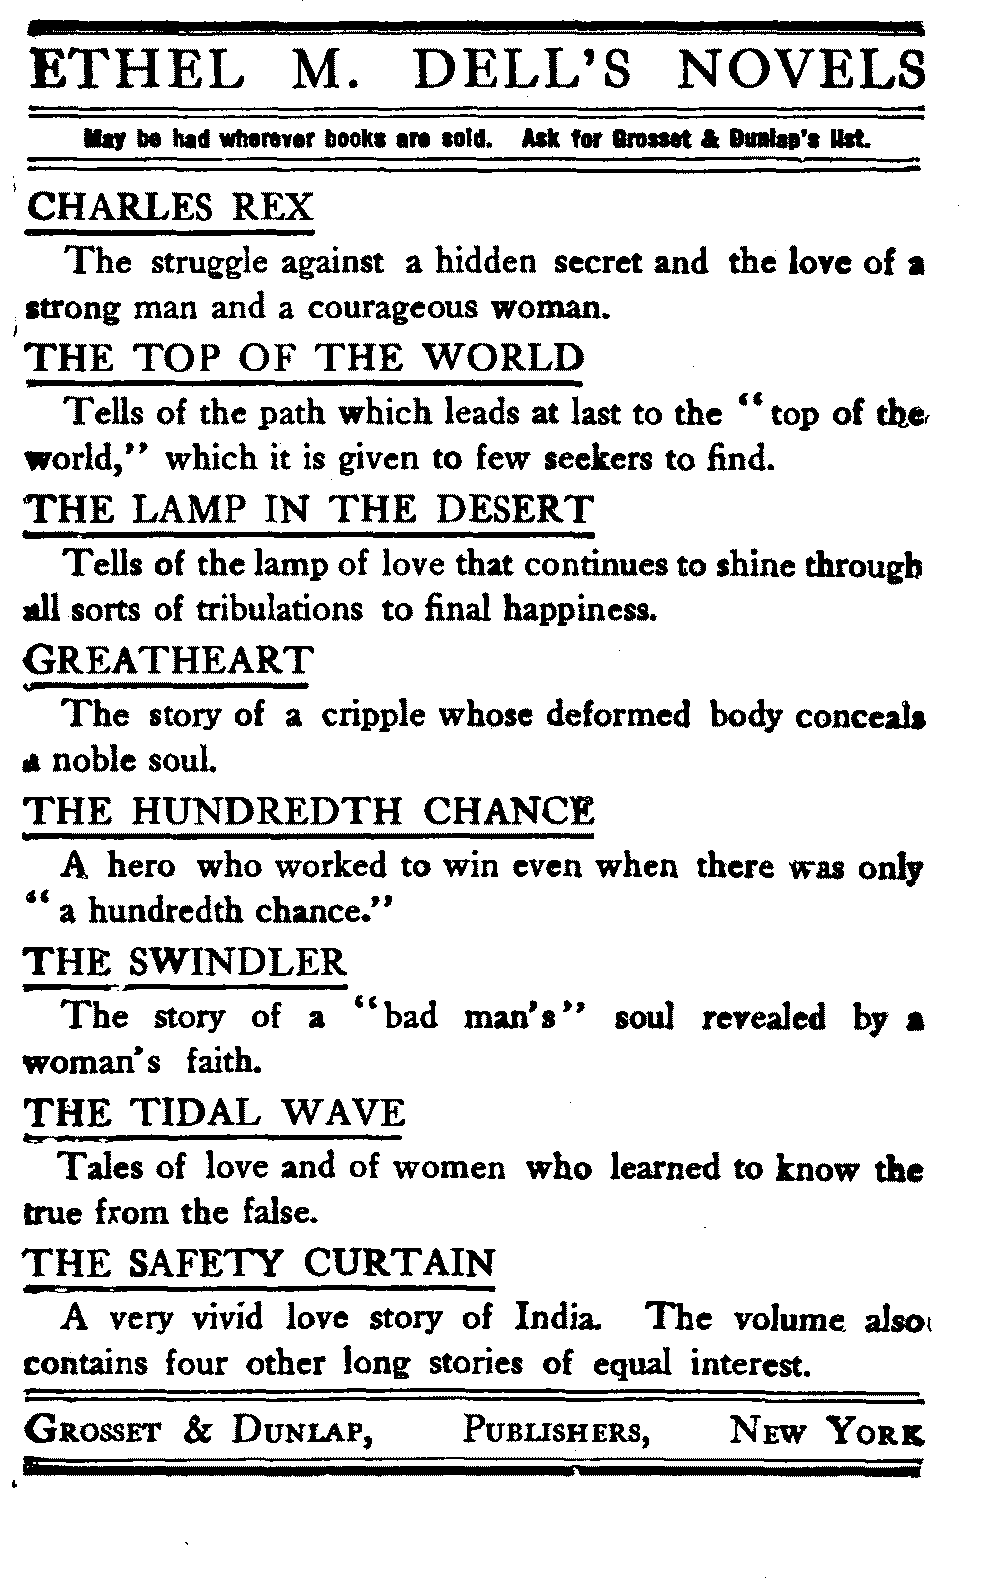 ETHEL M. DELL'S NOVELS
May be had wherever books are sold. Ask for Grosset & Dunlap's list.
CHARLES REX
The struggle against a hidden secret and the love of a
strong man and a courageous woman.
THE TOP OF THE WORLD
Tells of the path which leads at last to the "top of the
world," which it is given to few seekers to find.
THE LAMP IN THE DESERT
Tells of the lamp of love that continues to shine through
all sorts of tribulations to final happiness.
GREATHEART
The story of a cripple whose deformed body conceals
a noble soul.
THE HUNDREDTH CHANCE
A hero who worked to win even when there was only
"a hundredth chance."
THE SWINDLER
The story of a "bad man's" soul revealed by a
woman's faith.
THE TIDAL WAVE
Tales of love and of women who learned to know the
true from the false.
THE SAFETY CURTAIN
A very vivid love story of India. The volume also
contains four other long stories of equal interest.
GROSSET & DUNLAP, PUBLISHERS, NEW YORK